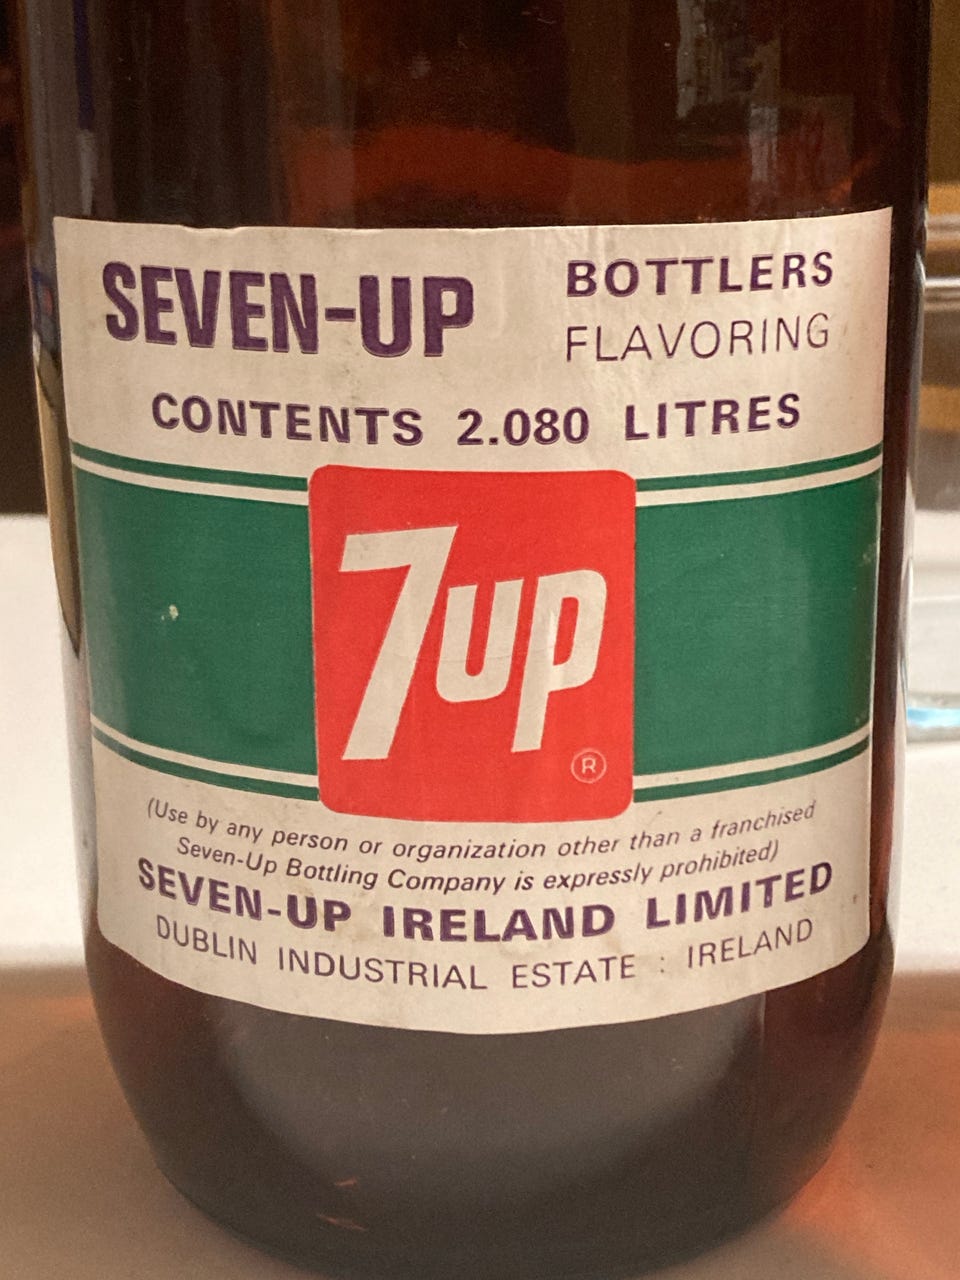 SEVEN-UP BOTTLERS
FLAVORING
CONTENTS 2.080 LITRES
7up
®
(Use by any person or organization other than a franchised
Seven-Up Bottling Company is expressly prohibited)
SEVEN-UP IRELAND LIMITED
DUBLIN INDUSTRIAL ESTATE : IRELAND